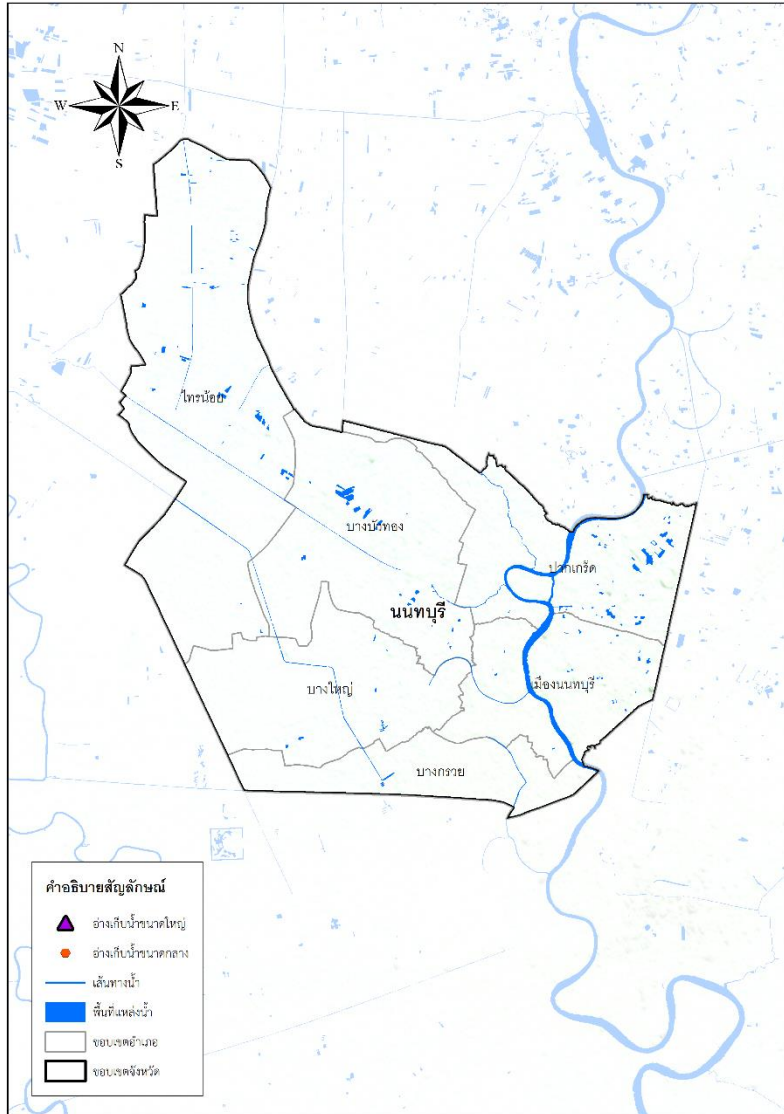 N
W E
S
ไทรน้อย
บางบัวทอง
ปากเกร็ด
นนทบุรี
เมืองนนทบุรี
บางใหญ่
บางกรวย
คำอธิบายสัญลักษณ์
อ่างเก็บน้ำขนาดใหญ่
อ่างเก็บน้ำขนาดกลาง
เส้นทางน้ำ
พื้นที่แหล่งน้ำ
ขอบเขตอำเภอ
ขอบเขตจังหวัด